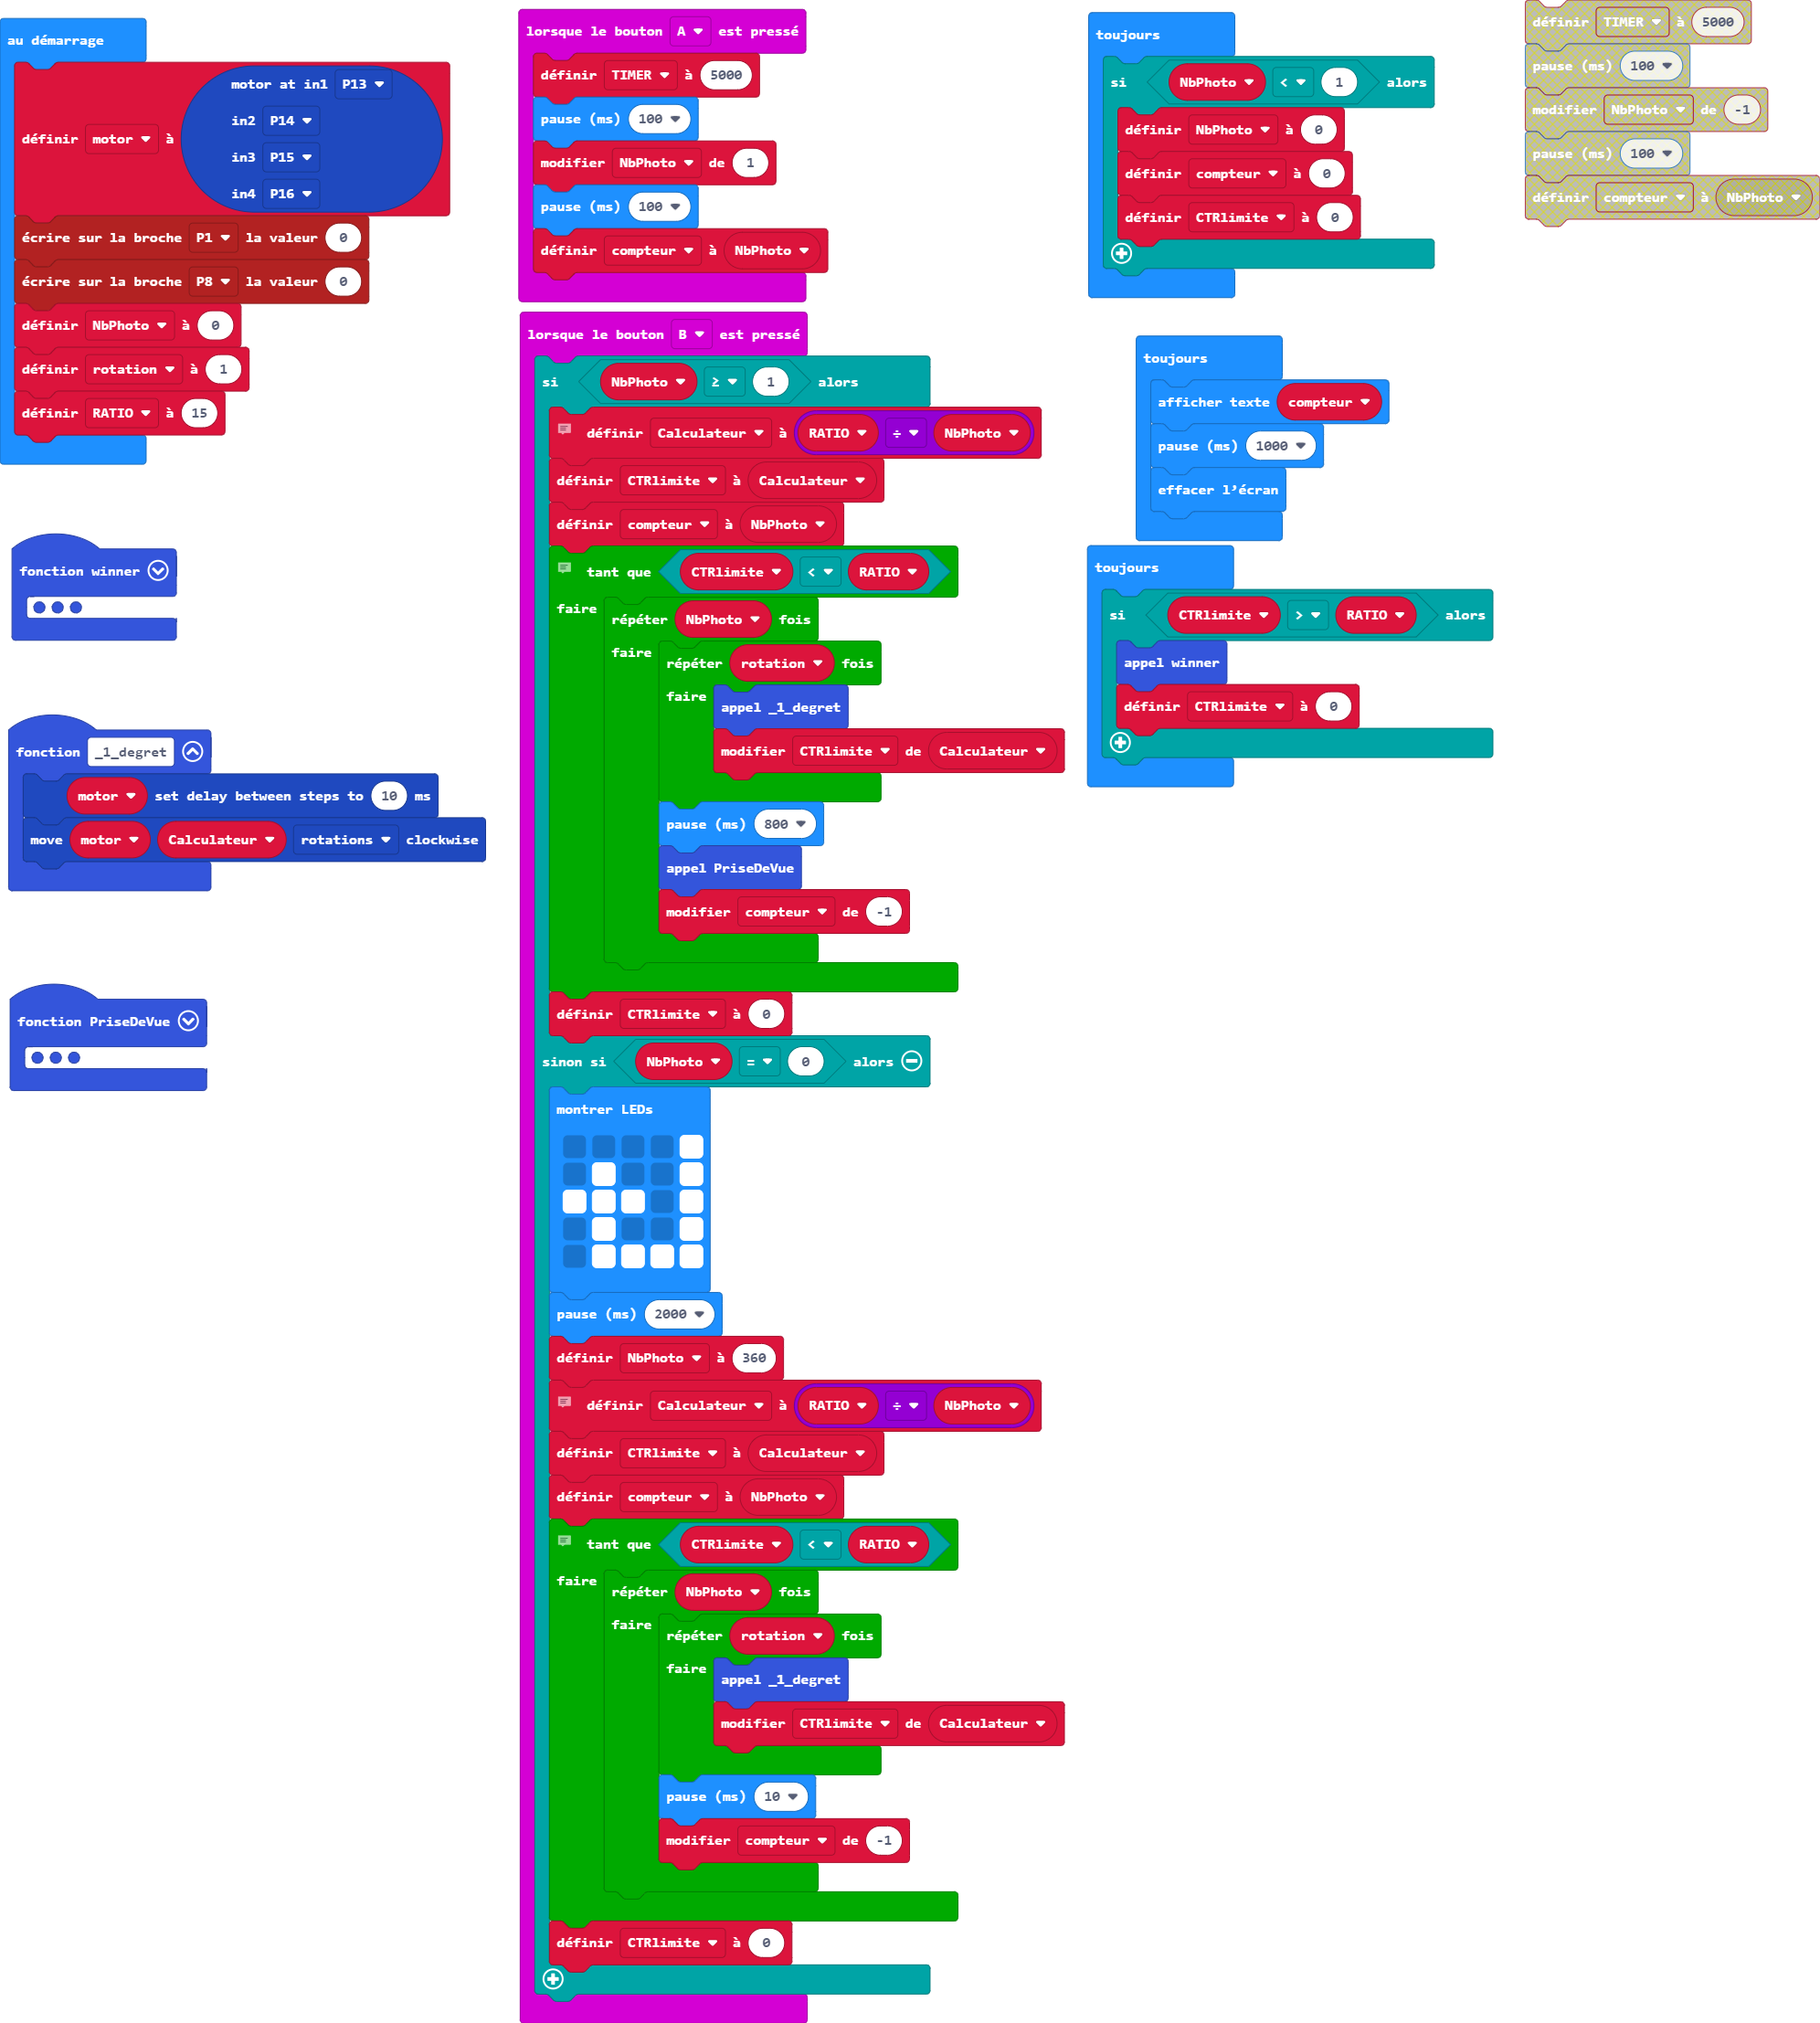 au démarrage
définir motor à motor at in1 P13
in2 P14
in3 P15
in4 P16
écrire sur la broche P1 la valeur 0
écrire sur la broche P8 la valeur 0
définir NbPhoto à 0
définir rotation à 1
définir RATIO à 15
fonction winner
fonction _1_degret
motor set delay between steps to 10 ms
move motor Calculateur rotations clockwise
fonction PriseDeVue
lorsque le bouton A est pressé
définir TIMER à 5000
pause (ms) 100
modifier NbPhoto de 1
pause (ms) 100
définir compteur à NbPhoto
lorsque le bouton B est pressé
si NbPhoto ≥ 1 alors
définir Calculateur à RATIO ÷ NbPhoto
définir CTRlimite à Calculateur
définir compteur à NbPhoto
tant que CTRlimite < RATIO
faire répéter NbPhoto fois
faire répéter rotation fois
faire appel _1_degret
modifier CTRlimite de Calculateur
pause (ms) 800
appel PriseDeVue
modifier compteur de -1
définir CTRlimite à 0
sinon si NbPhoto = 0 alors
montrer LEDs
pause (ms) 2000
définir NbPhoto à 360
définir Calculateur à RATIO ÷ NbPhoto
définir CTRlimite à Calculateur
définir compteur à NbPhoto
tant que CTRlimite < RATIO
faire répéter NbPhoto fois
faire répéter rotation fois
faire appel _1_degret
modifier CTRlimite de Calculateur
pause (ms) 10
modifier compteur de -1
définir CTRlimite à 0
toujours
si NbPhoto < 1 alors
définir NbPhoto à 0
définir compteur à 0
définir CTRlimite à 0
toujours
afficher texte compteur
pause (ms) 1000
effacer l’écran
toujours
si CTRlimite > RATIO alors
appel winner
définir CTRlimite à 0
définir TIMER à 5000
pause (ms) 100
modifier NbPhoto de -1
pause (ms) 100
définir compteur à NbPhoto